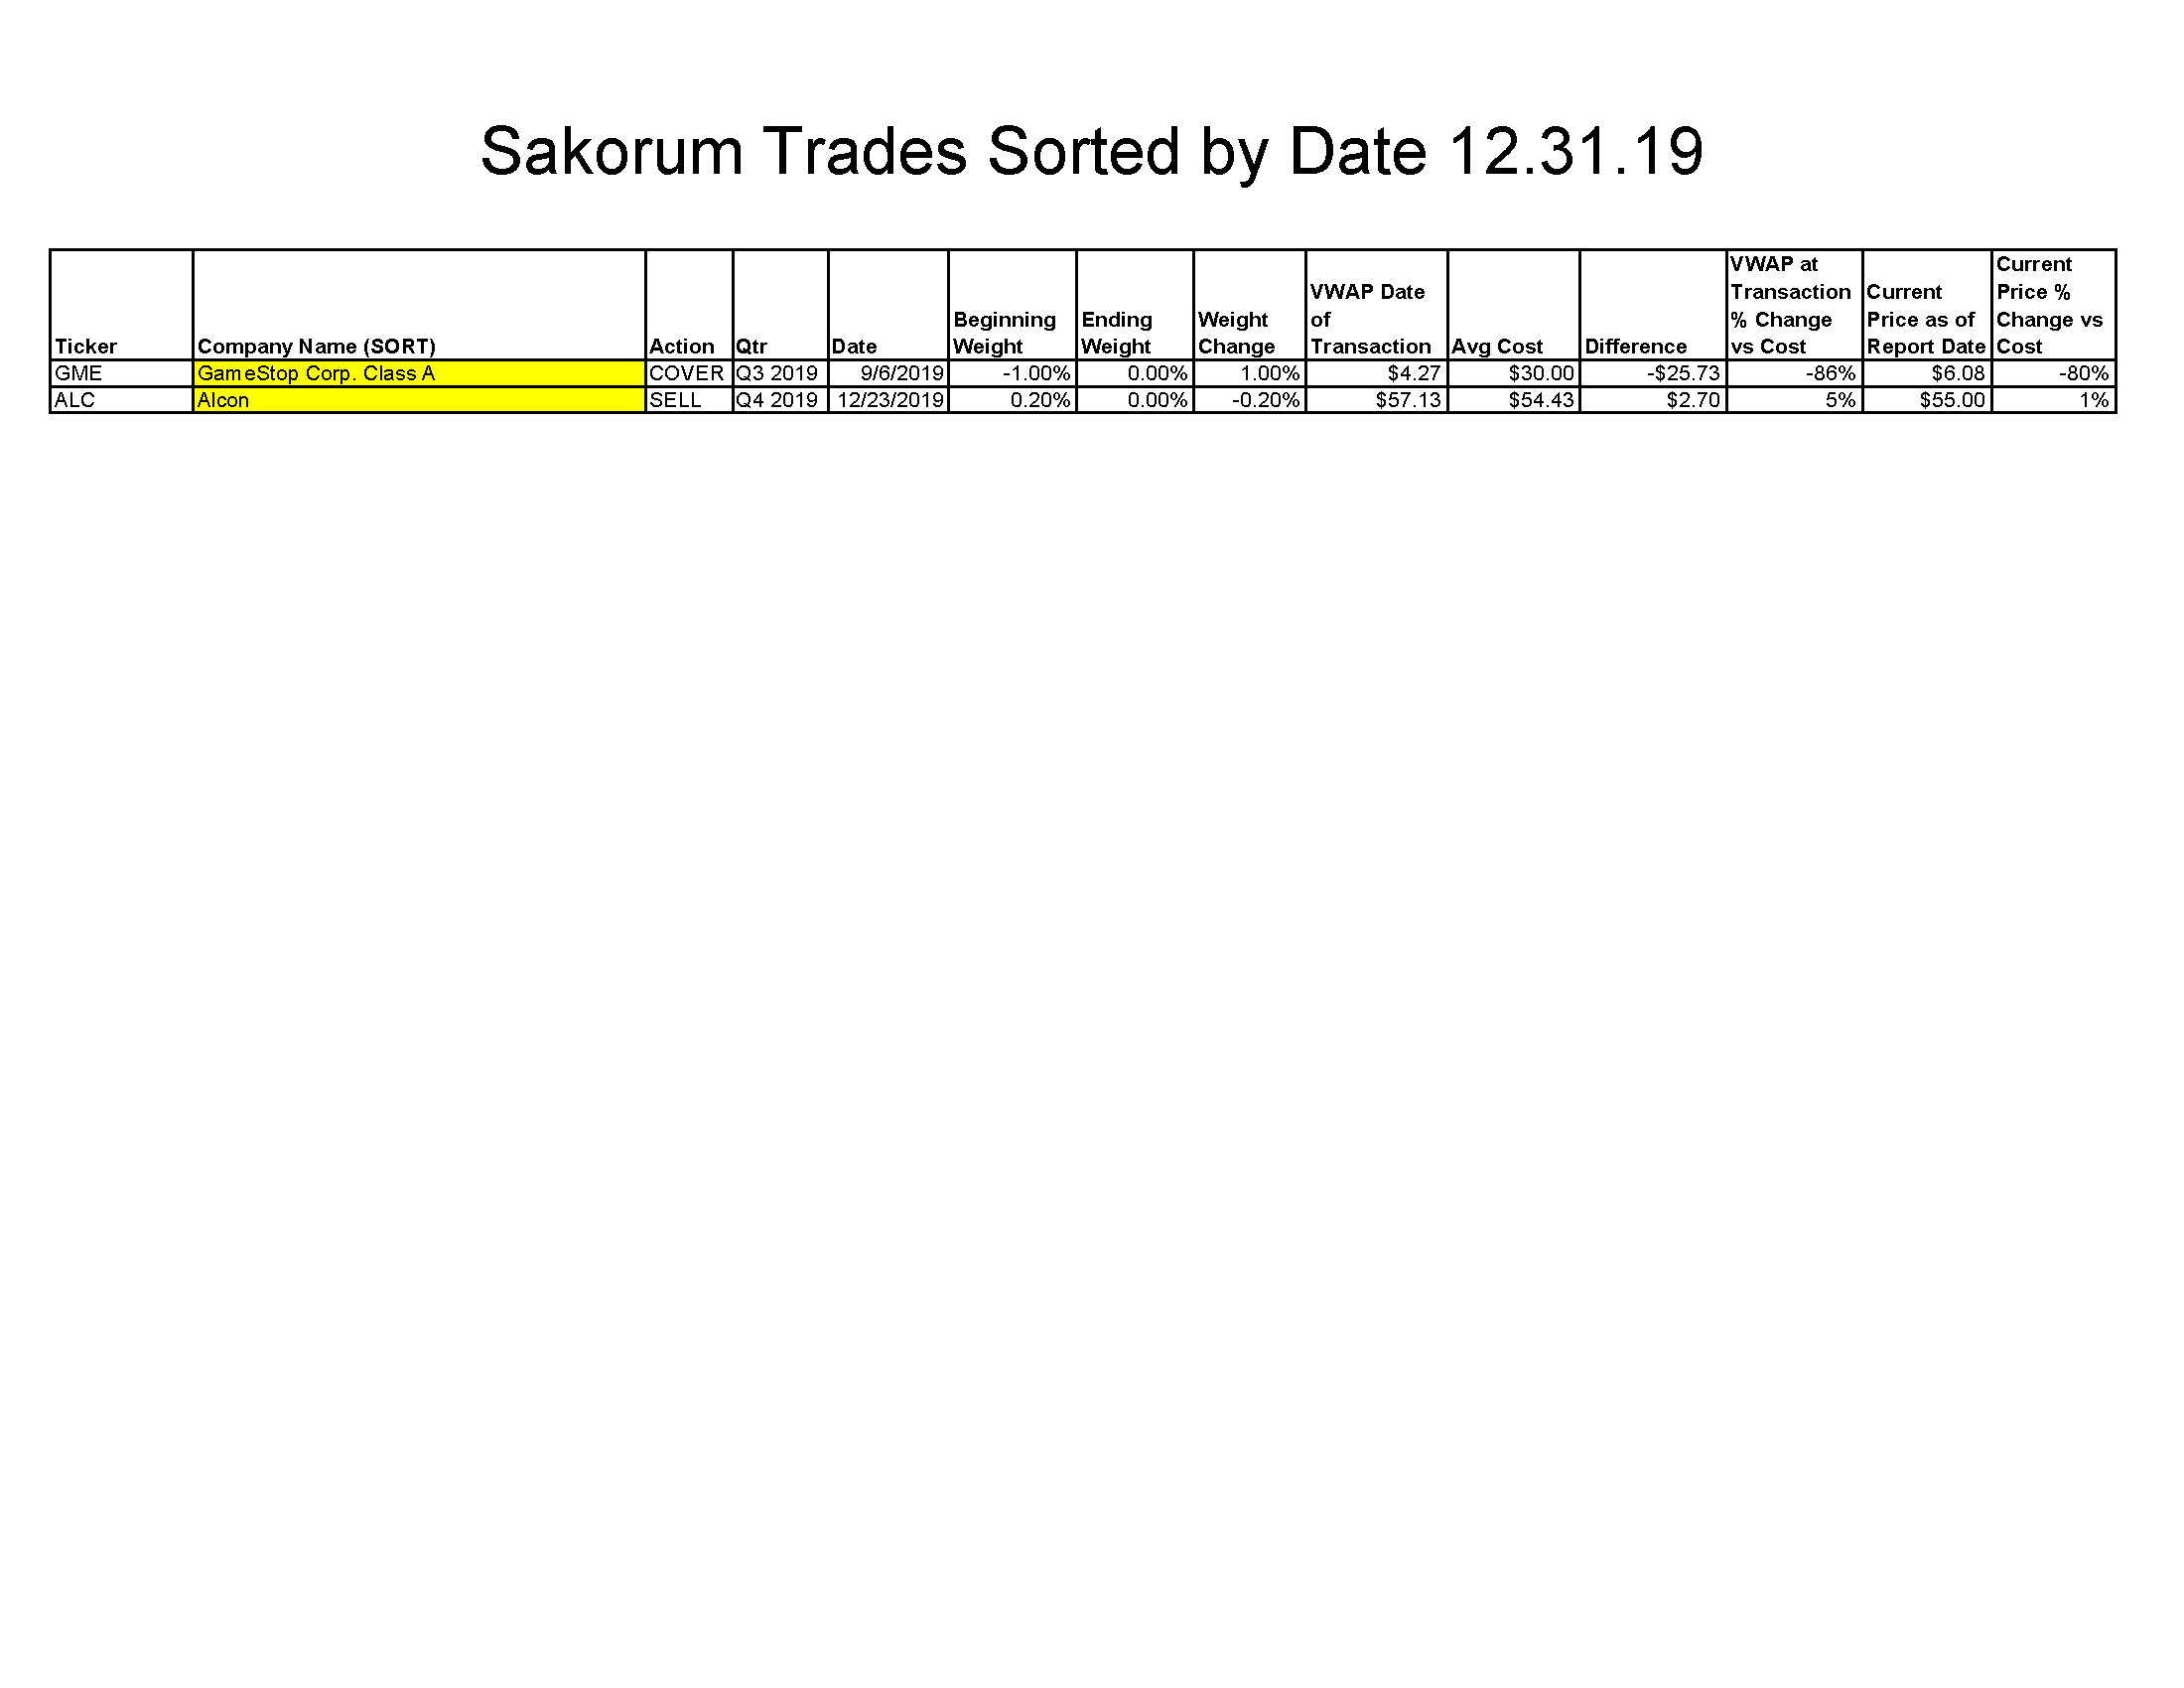 Sakorum Trades Sorted by Date 12.31.19
Ticker Company Name (SORT) Action Qtr Date Beginning Weight Ending Weight Weight Change VWAP Date of Transaction Avg Cost Difference VWAP at Transaction % Change vs Cost Current Price as of Report Date Current Price % Change vs Cost
GME GameStop Corp. Class A COVER Q3 2019 9/6/2019 -1.00% 0.00% 1.00% $4.27 $30.00 -$25.73 -86% $6.08 -80%
ALC Alcon SELL Q4 2019 12/23/2019 0.20% 0.00% -0.20% $57.13 $54.43 $2.70 5% $55.00 1%